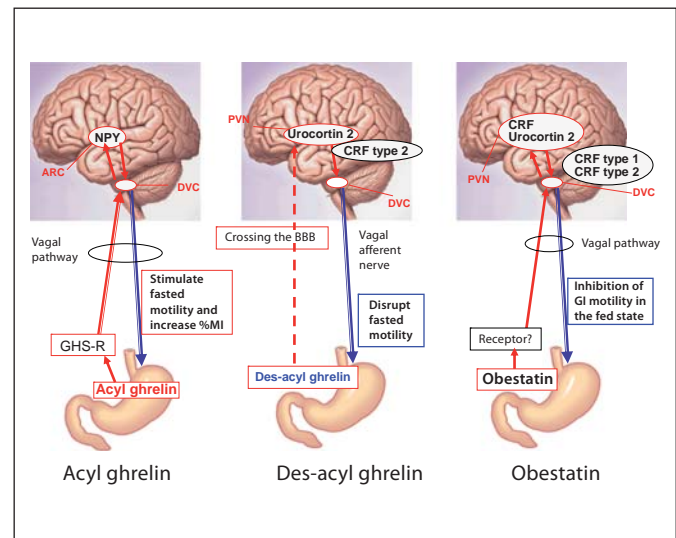 NPY
ARC
DVC
Vagal
pathway
Stimulate
fasted
motility and
increase %MI
GHS-R
Acyl ghrelin
Acyl ghrelin
PVN
Urocortin 2
CRF type 2
DVC
Crossing the BBB
Vagal
afferent
nerve
Disrupt
fasted
motility
Des-acyl ghrelin
Des-acyl ghrelin
CRF
Urocortin 2
PVN
CRF type 1
CRF type 2
DVC
Vagal pathway
Inhibition of
GI motility in
the fed state
Receptor?
Obestatin
Obestatin